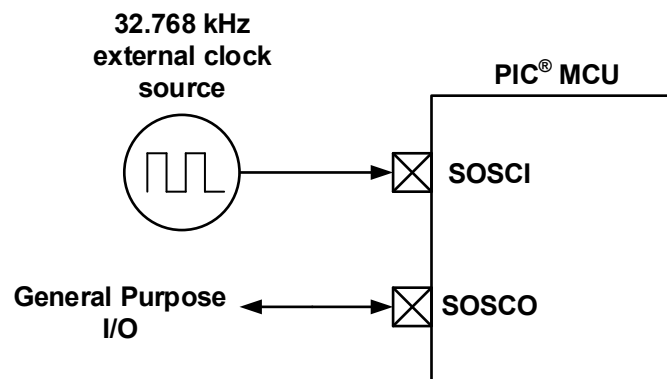 32.768 kHz
external clock
source
PIC® MCU
SOSCI
General Purpose
I/O
SOSCO